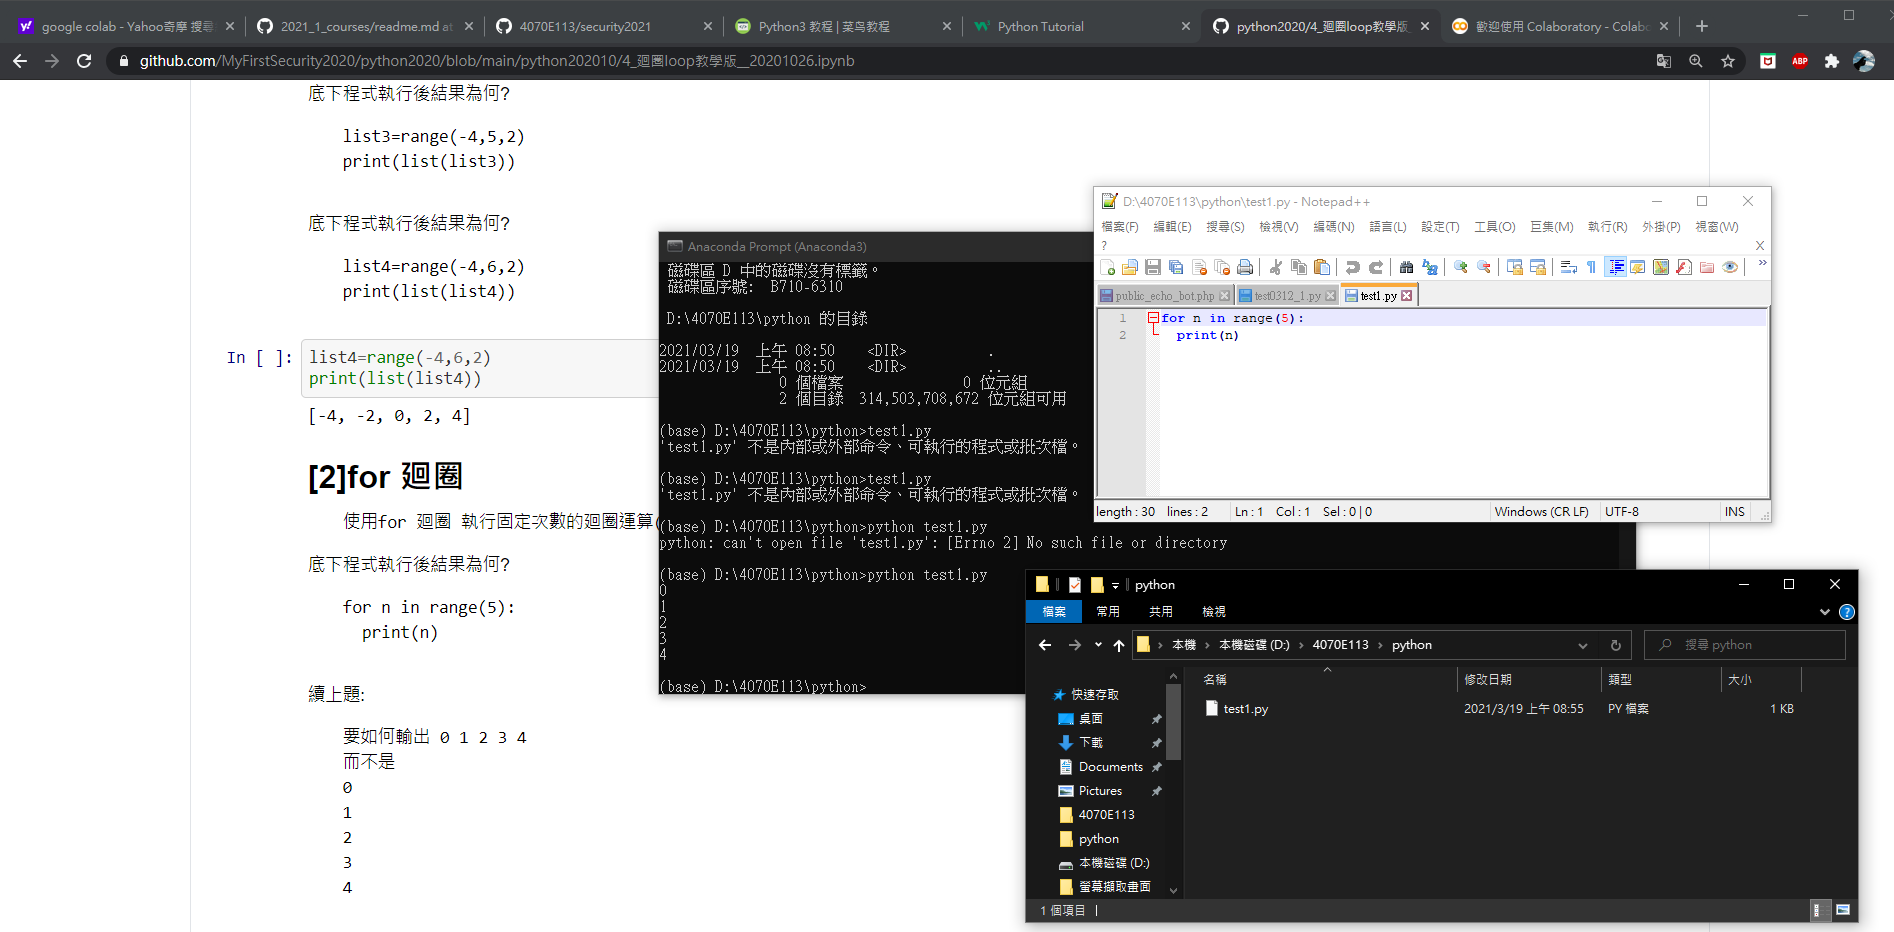 google colab - Yahoo奇摩 搜尋
2021_1_courses/readme.md at
4070E113/security2021
Python3 教程 | 菜鸟教程
Python Tutorial
python2020/4_迴圈loop教學版_
歡迎使用 Colaboratory - Colabo
github.com/MyFirstSecurity2020/python2020/blob/main/python202010/4_迴圈loop教學版__20201026.ipynb
ABP
底下程式執行後結果為何?
list3=range(-4,5,2)
print(list(list3))
底下程式執行後結果為何?
list4=range(-4,6,2)
print(list(list4))
In [ ]:
list4=range(-4,6,2)
print(list(list4))
[-4, -2, 0, 2, 4]
[2]for 迴圈
使用for 迴圈 執行固定次數的迴圈運算(
底下程式執行後結果為何?
for n in range(5):
print(n)
續上題:
要如何輸出 0 1 2 3 4
而不是
0
1
2
3
4
Anaconda Prompt (Anaconda3)
磁碟區 D 中的磁碟沒有標籤。
磁碟區序號:  B710-6310
D:\4070E113\python 的目錄
2021/03/19  上午 08:50    <DIR>          .
2021/03/19  上午 08:50    <DIR>          ..
0 個檔案              0 位元組
2 個目錄  314,503,708,672 位元組可用
(base) D:\4070E113\python>test1.py
'test1.py' 不是內部或外部命令、可執行的程式或批次檔。
(base) D:\4070E113\python>test1.py
'test1.py' 不是內部或外部命令、可執行的程式或批次檔。
(base) D:\4070E113\python>python test1.py
python: can't open file 'test1.py': [Errno 2] No such file or directory
(base) D:\4070E113\python>python test1.py
0
1
2
3
4
(base) D:\4070E113\python>
D:\4070E113\python\test1.py - Notepad++
檔案(F) 編輯(E) 搜尋(S) 檢視(V) 編碼(N) 語言(L) 設定(T) 工具(O) 巨集(M) 執行(R) 外掛(P) 視窗(W)
? X
public_echo_bot.php test0312_1.py test1.py
1 for n in range(5):
2 print(n)
length : 30 lines : 2 Ln : 1 Col : 1 Sel : 0 | 0 Windows (CR LF) UTF-8 INS
python
檔案 常用 共用 檢視
本機 › 本機磁碟 (D:) › 4070E113 › python
搜尋 python
名稱 修改日期 類型 大小
test1.py 2021/3/19 上午 08:55 PY 檔案 1 KB
快速存取
桌面
下載
Documents
Pictures
4070E113
python
本機磁碟 (D:)
螢幕擷取畫面
1 個項目